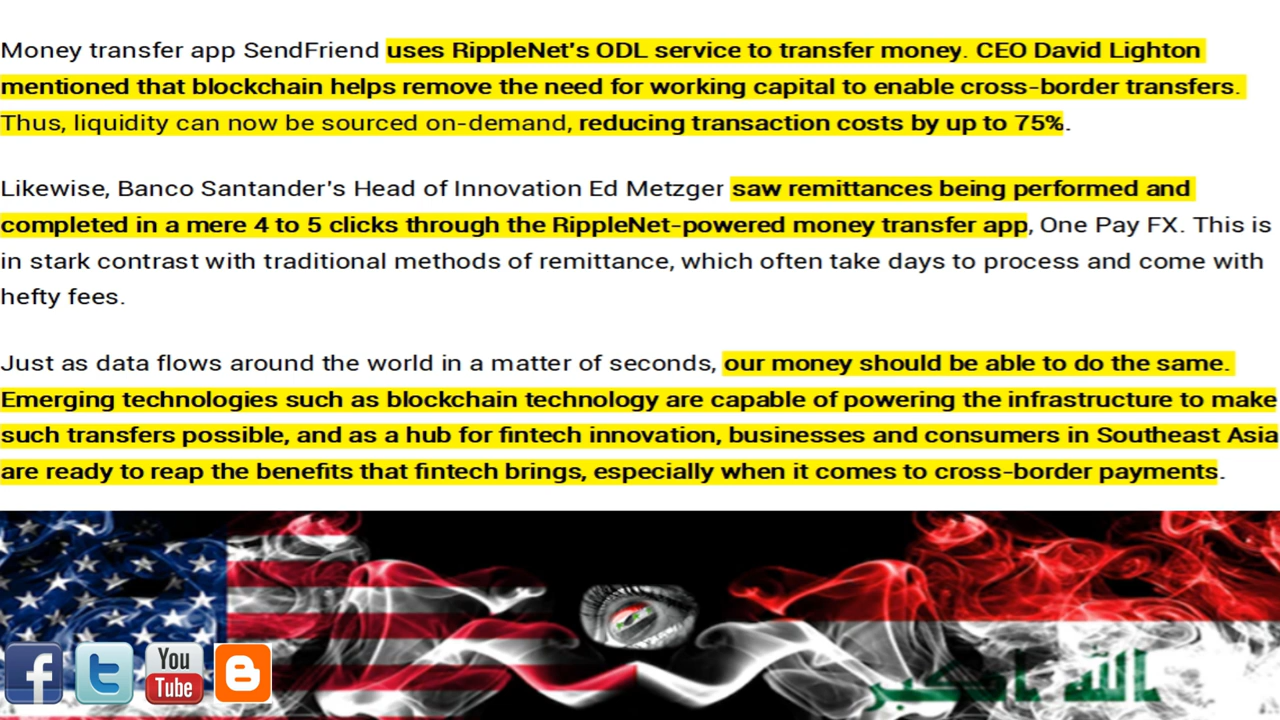 Money transfer app SendFriend uses RippleNet's ODL service to transfer money. CEO David Lighton
mentioned that blockchain helps remove the need for working capital to enable cross-border transfers.
Thus, liquidity can now be sourced on-demand, reducing transaction costs by up to 75%.
Likewise, Banco Santander's Head of Innovation Ed Metzger saw remittances being performed and
completed in a mere 4 to 5 clicks through the RippleNet-powered money transfer app, One Pay FX. This is
in stark contrast with traditional methods of remittance, which often take days to process and come with
hefty fees.
Just as data flows around the world in a matter of seconds, our money should be able to do the same.
Emerging technologies such as blockchain technology are capable of powering the infrastructure to make
such transfers possible, and as a hub for fintech innovation, businesses and consumers in Southeast Asia
are ready to reap the benefits that fintech brings, especially when it comes to cross-border payments.
الله اكبر
You
Tube